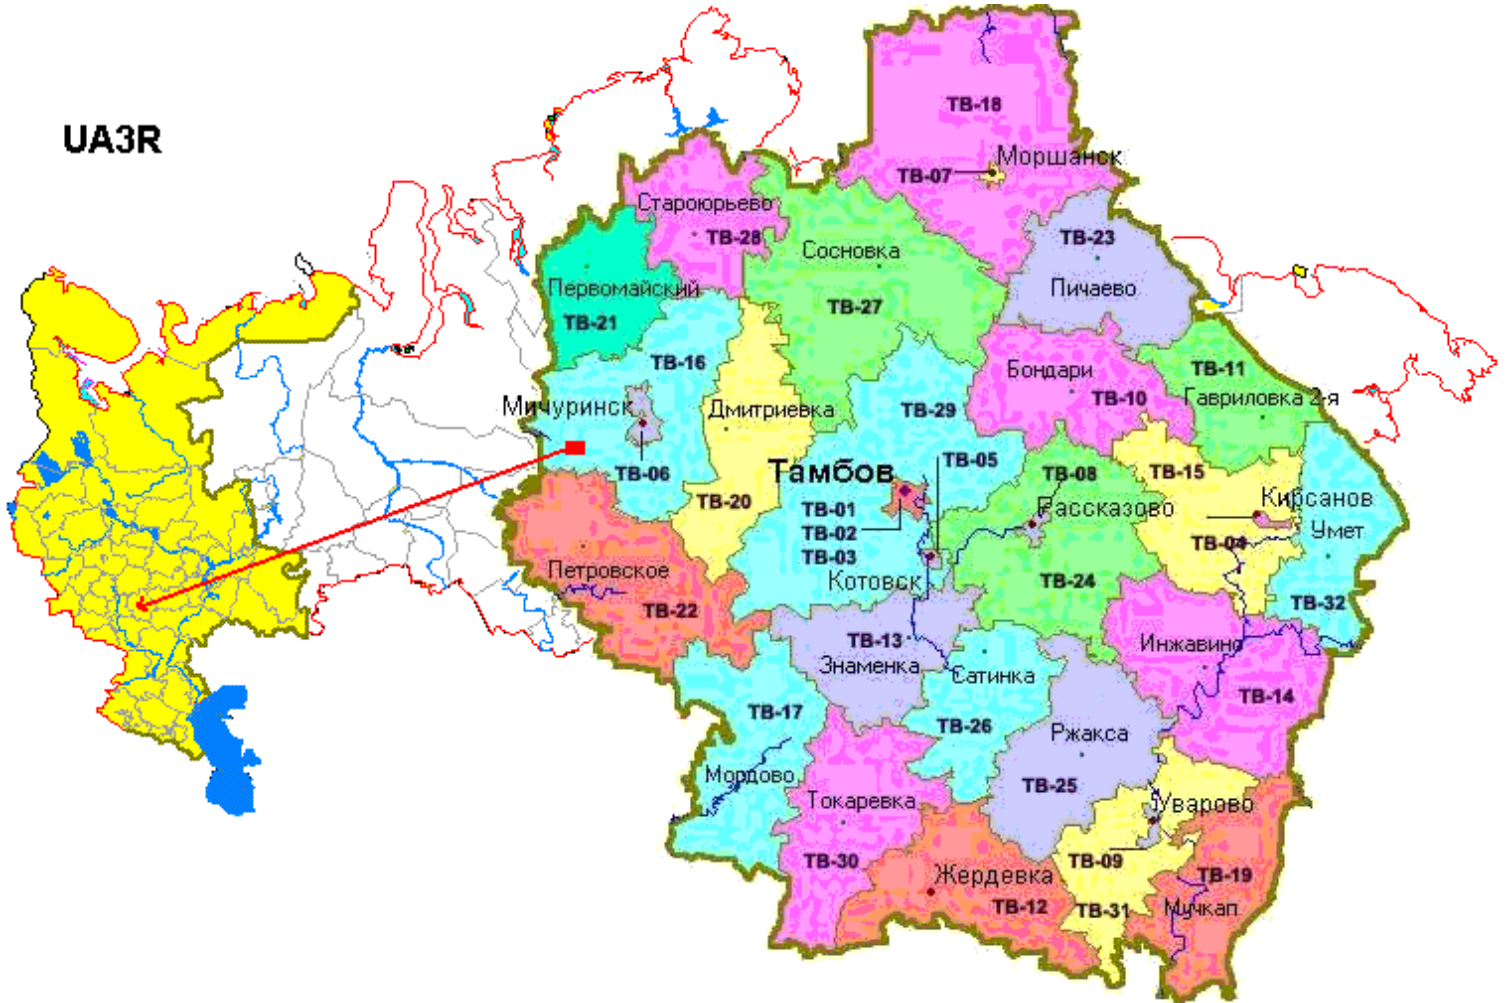 UA3R
ТВ-18
Моршанск
ТВ-07
Староюрьево
ТВ-28
ТВ-23
Сосновка
Пичаево
Первомайский
ТВ-21
ТВ-27
ТВ-16
Бондари
ТВ-11
Мичуринск
Дмитриевка
ТВ-29
ТВ-10
Гавриловка 2-я
ТВ-06
ТВ-20
Тамбов
ТВ-05
ТВ-08
ТВ-15
ТВ-01
ТВ-02
ТВ-03
Рассказово
Кирсанов
Умет
ТВ-04
Петровское
ТВ-22
Котовск
ТВ-24
ТВ-32
ТВ-13
Знаменка
Сатинка
Инжавино
ТВ-14
ТВ-17
ТВ-26
Ржакса
Мордово
ТВ-25
Токаревка
Уварово
ТВ-30
Жердевка
ТВ-09
ТВ-19
ТВ-12
ТВ-31
Мучкап